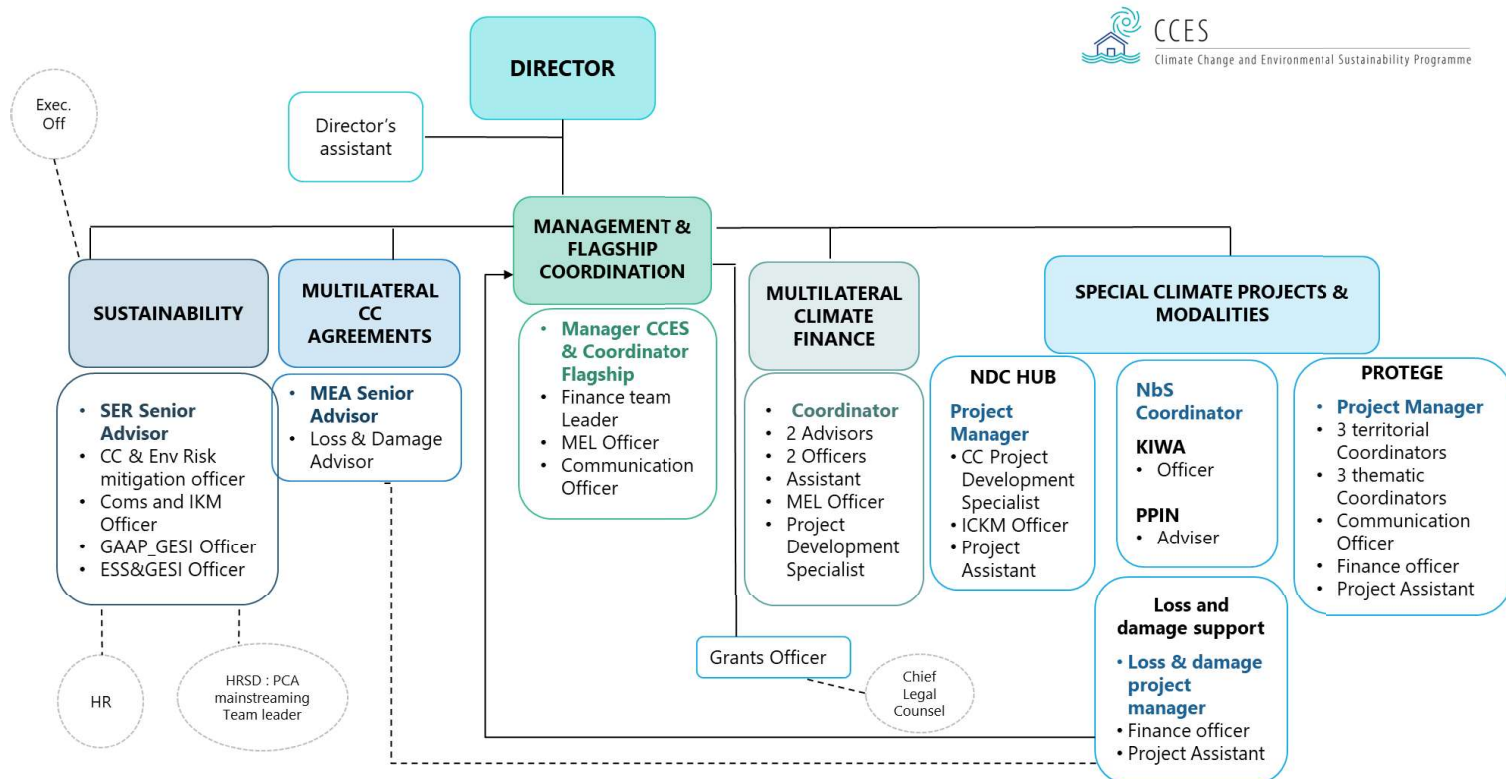 CCES
Climate Change and Environmental Sustainability Programme
DIRECTOR
Exec.
Off
Director's
assistant
MANAGEMENT &
FLAGSHIP
COORDINATION
SUSTAINABILITY
MULTILATERAL
CC
AGREEMENTS
MULTILATERAL
CLIMATE
FINANCE
SPECIAL CLIMATE PROJECTS &
MODALITIES
• SER Senior
Advisor
• CC & Env Risk
mitigation officer
• Coms and IKM
Officer
• GAAP_GESI Officer
• ESS&GESI Officer
• MEA Senior
Advisor
• Loss & Damage
Advisor
• Manager CCES
& Coordinator
Flagship
• Finance team
Leader
• MEL Officer
• Communication
Officer
• Coordinator
• 2 Advisors
• 2 Officers
• Assistant
• MEL Officer
• Project
Development
Specialist
NDC HUB
Project
Manager
• CC Project
Development
Specialist
• ICKM Officer
• Project
Assistant
NbS
Coordinator
KIWA
• Officer
PPIN
• Adviser
PROTEGE
• Project Manager
• 3 territorial
Coordinators
• 3 thematic
Coordinators
• Communication
Officer
• Finance officer
• Project Assistant
Loss and
damage support
• Loss & damage
project
manager
• Finance officer
• Project Assistant
Grants Officer
Chief
Legal
Counsel
HR
HRSD : PCA
mainstreaming
Team leader